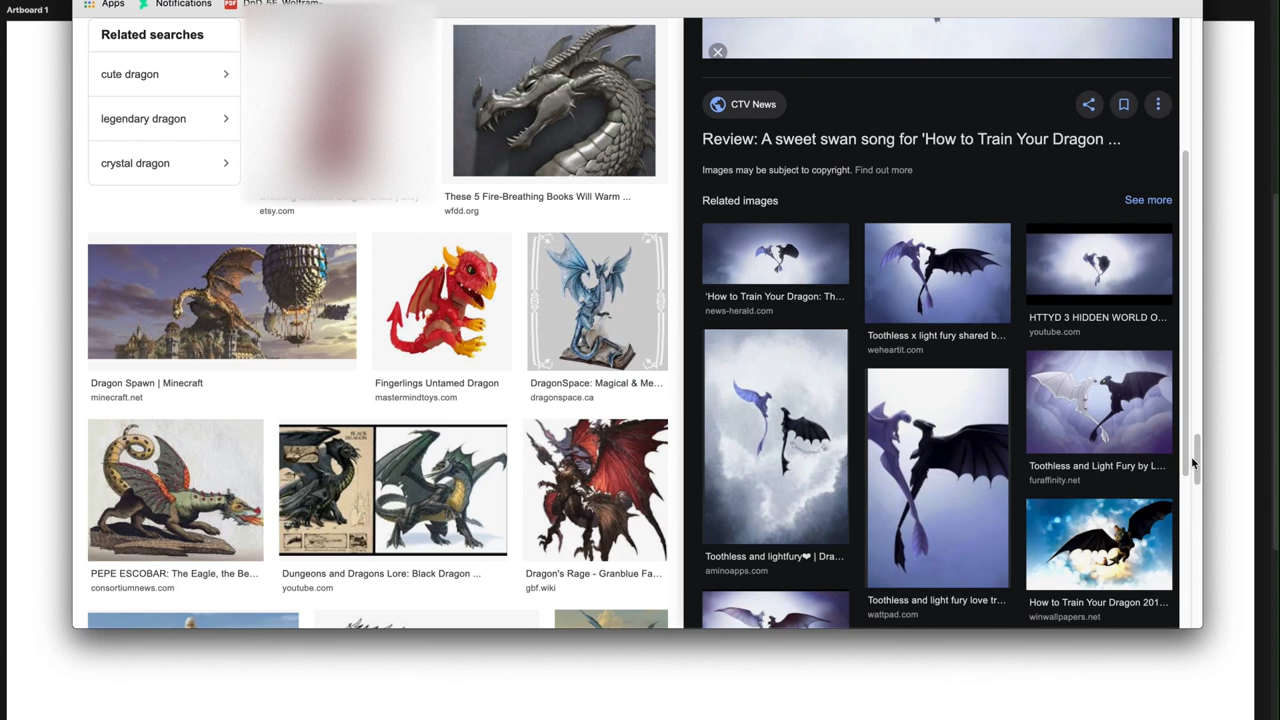 Artboard 1
Apps
Notifications
PDF
DnD_5E_Wolfram-
Related searches
cute dragon
legendary dragon
crystal dragon
etsy.com
These 5 Fire-Breathing Books Will Warm ...
wfdd.org
Dragon Spawn | Minecraft
minecraft.net
Fingerlings Untamed Dragon
mastermindtoys.com
DragonSpace: Magical & Me...
dragonspace.ca
BLACK
DRAGON
PEPE ESCOBAR: The Eagle, the Be...
consortiumnews.com
Dungeons and Dragons Lore: Black Dragon ...
youtube.com
Dragon's Rage - Granblue Fa...
gbf.wiki
CTV News
Review: A sweet swan song for 'How to Train Your Dragon ...
Images may be subject to copyright. Find out more
Related images
See more
'How to Train Your Dragon: Th...
news-herald.com
Toothless x light fury shared b...
weheartit.com
HTTYD 3 HIDDEN WORLD O...
youtube.com
Toothless and lightfury❤ | Dra...
aminoapps.com
Toothless and light fury love tr...
wattpad.com
Toothless and Light Fury by L...
furaffinity.net
How to Train Your Dragon 201...
winwallpapers.net